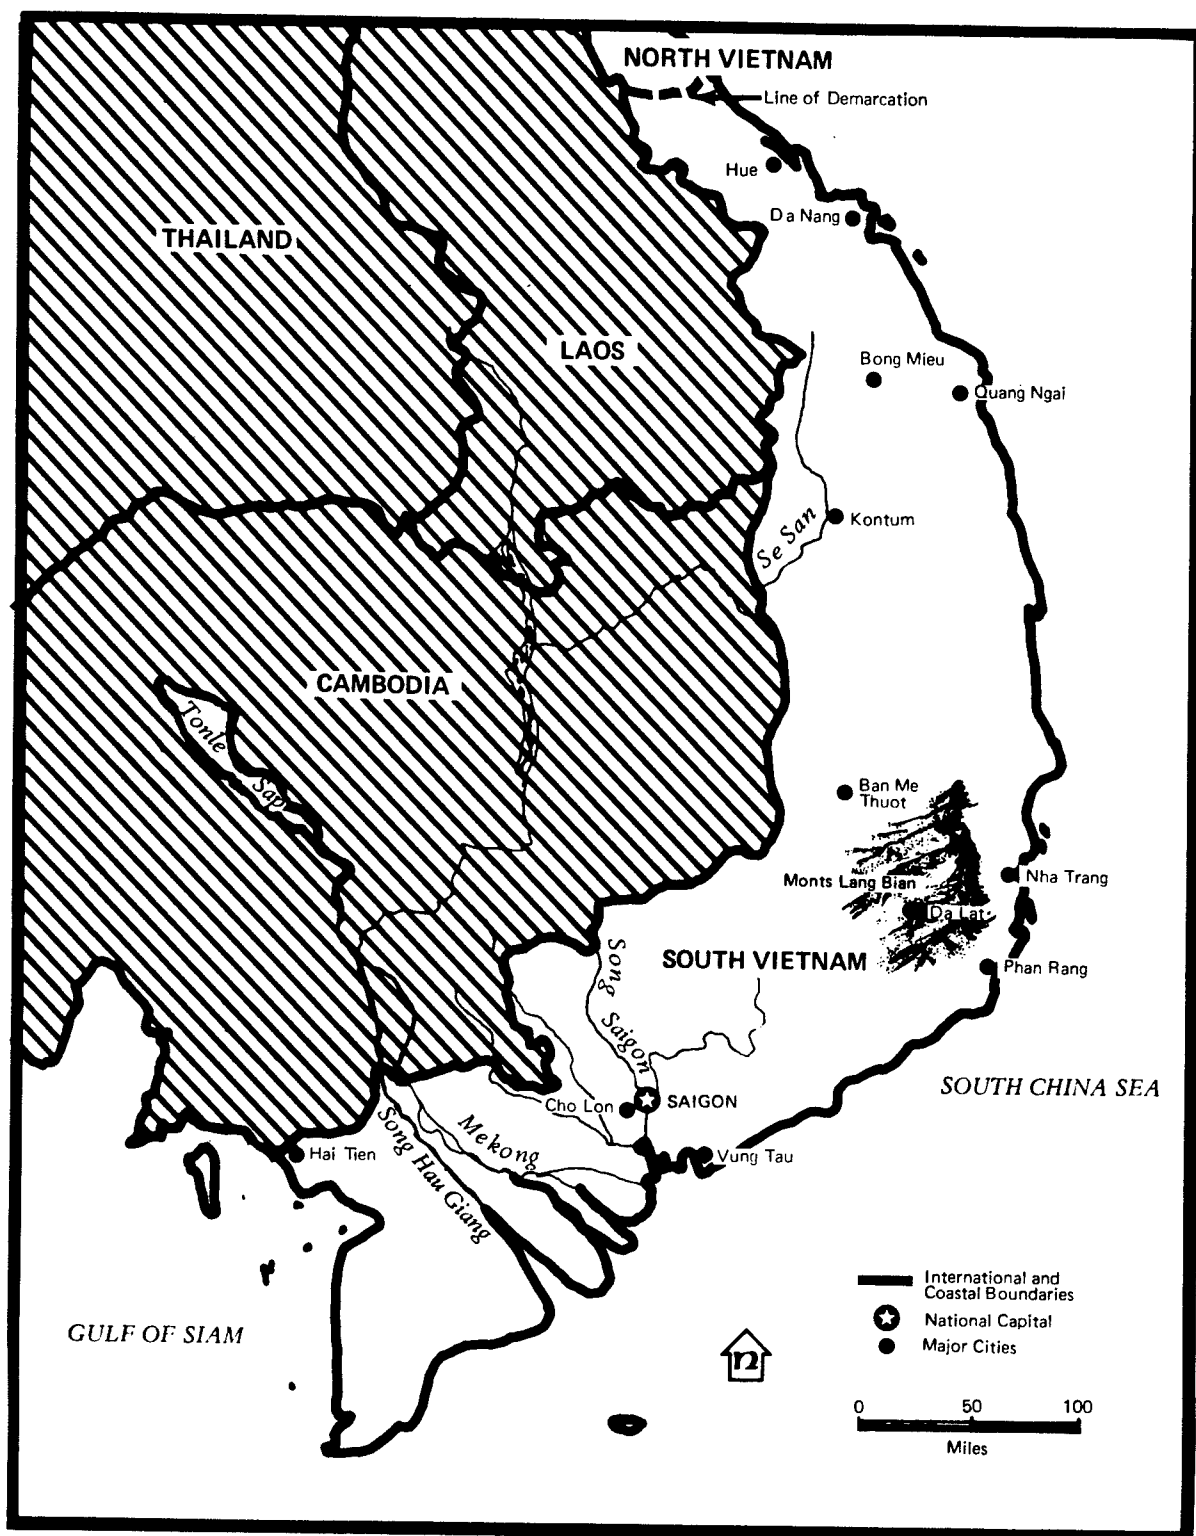 NORTH VIETNAM
Line of Demarcation
Hue
Da Nang
THAILAND
LAOS
Bong Mieu
Quang Ngai
Se San
Kontum
CAMBODIA
Tonle
Sap
Ban Me
Thuot
Monts Lang Bian
Nha Trang
Da Lat
Song
Saigon
SOUTH VIETNAM
Phan Rang
SOUTH CHINA SEA
Cho Lon
SAIGON
Mekong
Song Hau Giang
Hai Tien
Vung Tau
GULF OF SIAM
International and
Coastal Boundaries
National Capital
Major Cities
n
0 50 100
Miles